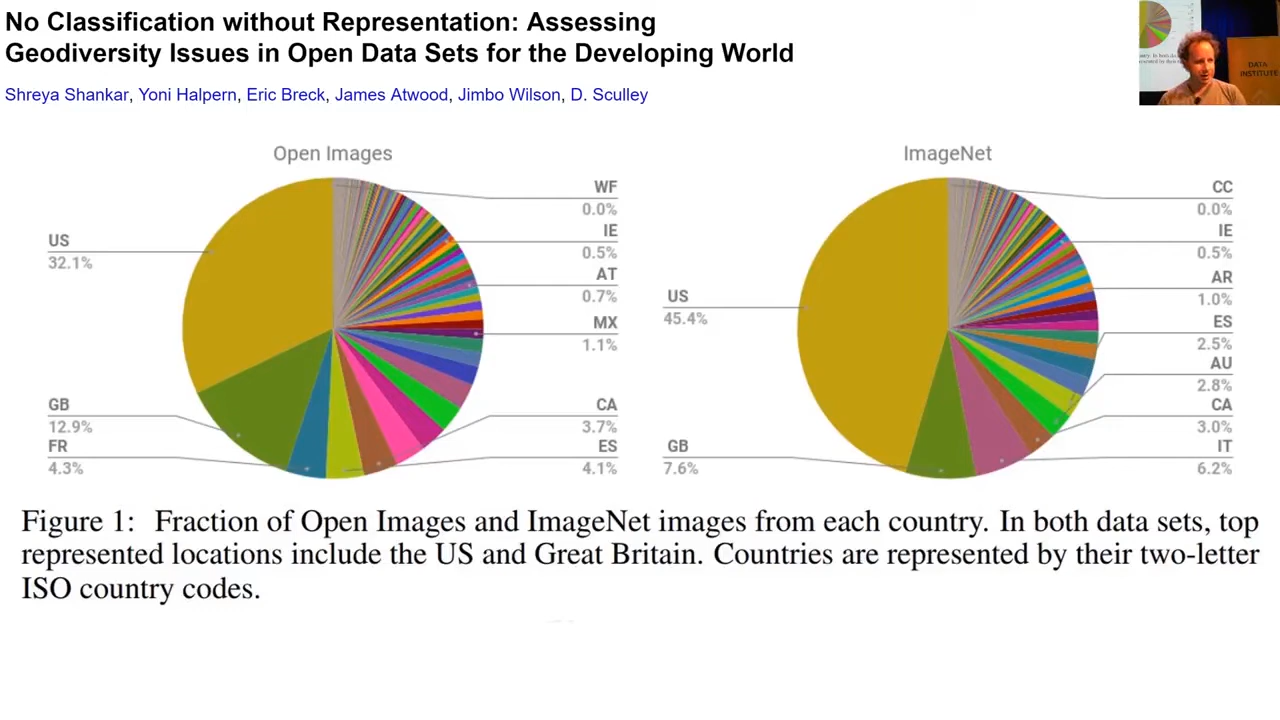 No Classification without Representation: Assessing
Geodiversity Issues in Open Data Sets for the Developing World
Shreya Shankar, Yoni Halpern, Eric Breck, James Atwood, Jimbo Wilson, D. Sculley
DATA
INSTITUTE
Open Images
WF
0.0%
IE
0.5%
AT
0.7%
MX
1.1%
CA
3.7%
ES
4.1%
US
32.1%
GB
12.9%
FR
4.3%
ImageNet
CC
0.0%
IE
0.5%
AR
1.0%
ES
2.5%
AU
2.8%
CA
3.0%
IT
6.2%
US
45.4%
GB
7.6%
Figure 1: Fraction of Open Images and ImageNet images from each country. In both data sets, top
represented locations include the US and Great Britain. Countries are represented by their two-letter
ISO country codes.